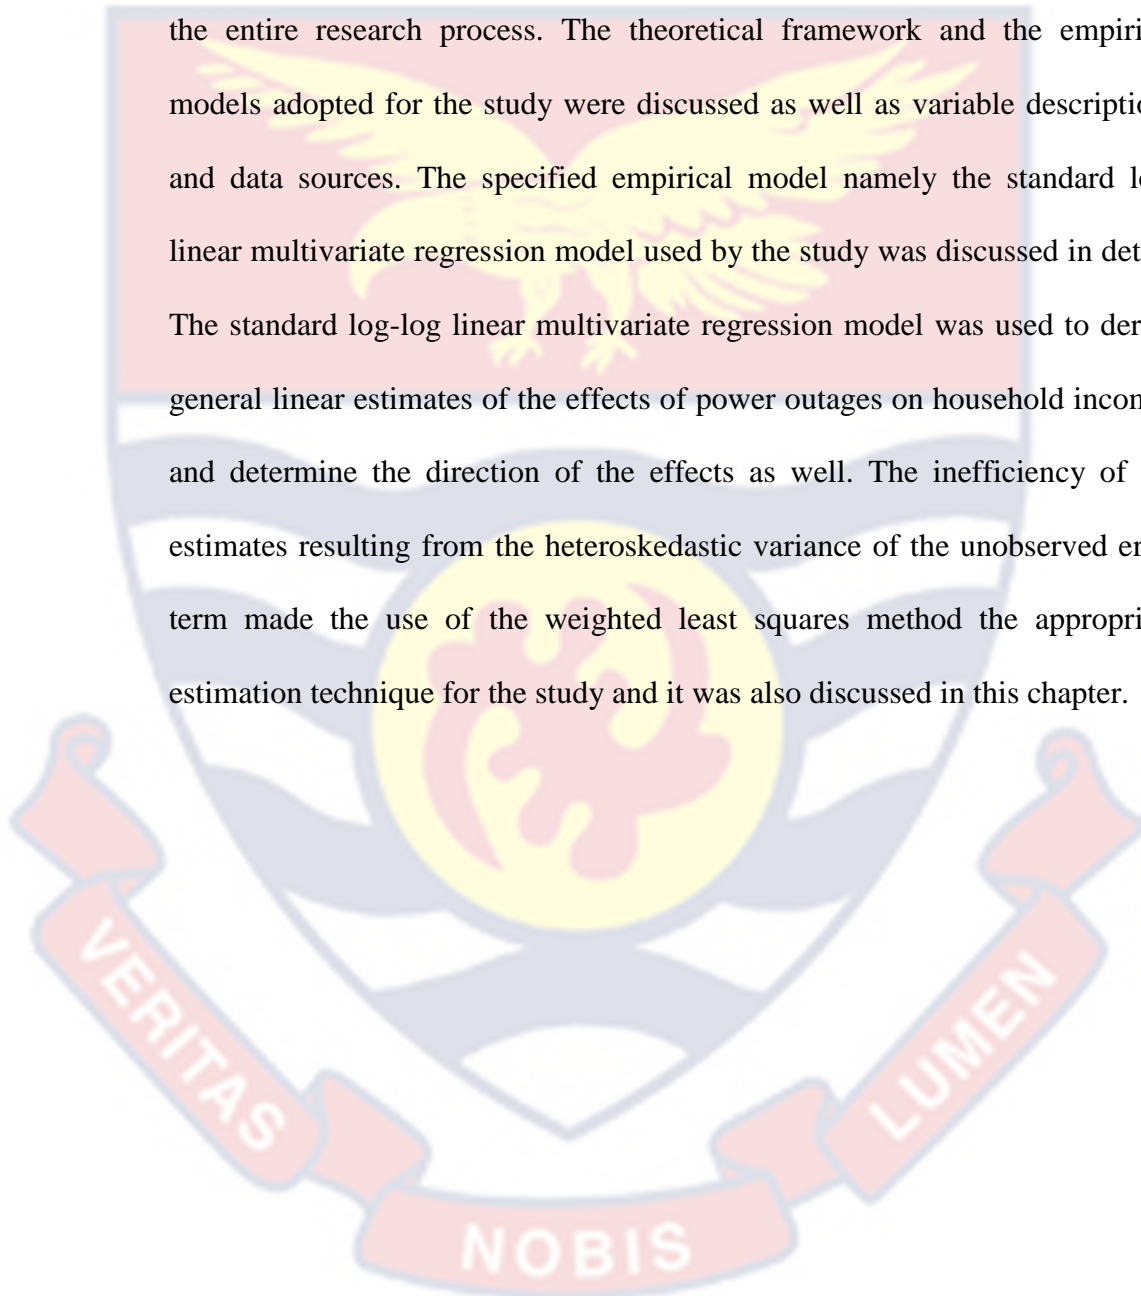 the entire research process. The theoretical framework and the empiri
models adopted for the study were discussed as well as variable descriptio
and data sources. The specified empirical model namely the standard l
linear multivariate regression model used by the study was discussed in det
The standard log-log linear multivariate regression model was used to der
general linear estimates of the effects of power outages on household incon
and determine the direction of the effects as well. The inefficiency of
estimates resulting from the heteroskedastic variance of the unobserved er
term made the use of the weighted least squares method the appropri
estimation technique for the study and it was also discussed in this chapter.
VERITAS
NOBIS
LUMEN